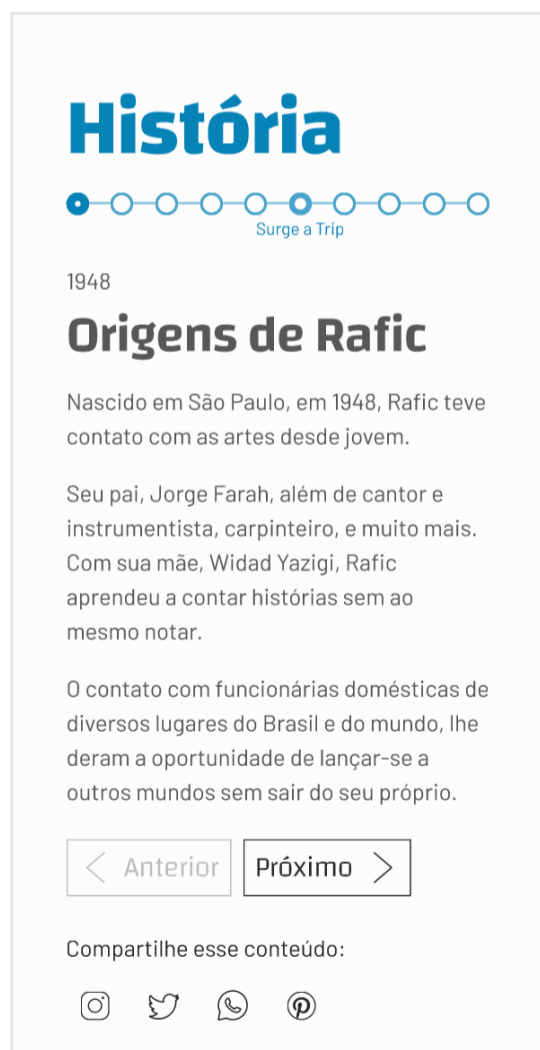 História
Surge a Trip
1948
Origens de Rafic
Nascido em São Paulo, em 1948, Rafic teve
contato com as artes desde jovem.
Seu pai, Jorge Farah, além de cantor e
instrumentista, carpinteiro, e muito mais.
Com sua mãe, Widad Yazigi, Rafic
aprendeu a contar histórias sem ao
mesmo notar.
O contato com funcionárias domésticas de
diversos lugares do Brasil e do mundo, lhe
deram a oportunidade de lançar-se a
outros mundos sem sair do seu próprio.
Anterior Próximo
Compartilhe esse conteúdo: